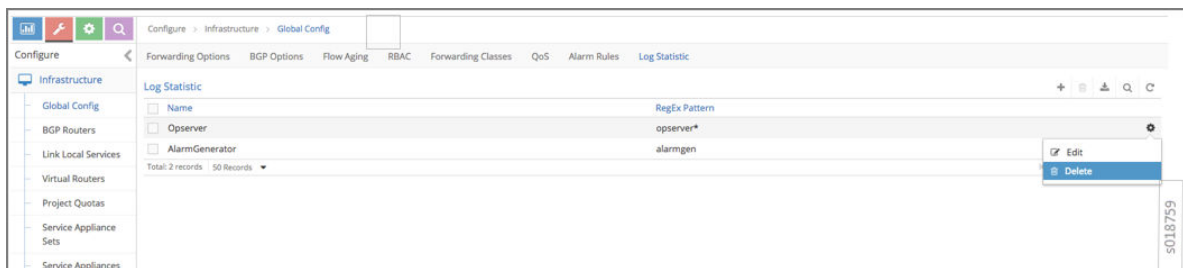 Configure > Infrastructure > Global Config
Configure
Forwarding Options BGP Options Flow Aging RBAC Forwarding Classes QoS Alarm Rules Log Statistic
Infrastructure
Global Config
BGP Routers
Link Local Services
Virtual Routers
Project Quotas
Service Appliance
Sets
Service Appliances
Log Statistic
Name RegEx Pattern
Opserver opserver*
AlarmGenerator alarmgen
Total: 2 records 50 Records
Edit
Delete
s018759